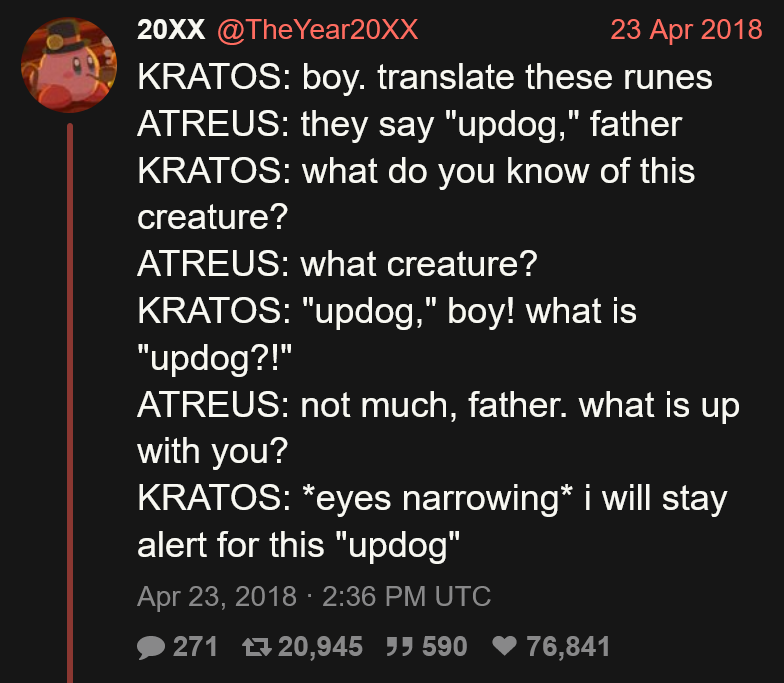 20XX @TheYear20XX 23 Apr 2018
KRATOS: boy. translate these runes
ATREUS: they say "updog," father
KRATOS: what do you know of this
creature?
ATREUS: what creature?
KRATOS: "updog," boy! what is
"updog?!"
ATREUS: not much, father. what is up
with you?
KRATOS: *eyes narrowing* i will stay
alert for this "updog"
Apr 23, 2018 · 2:36 PM UTC
271 20,945 590 76,841